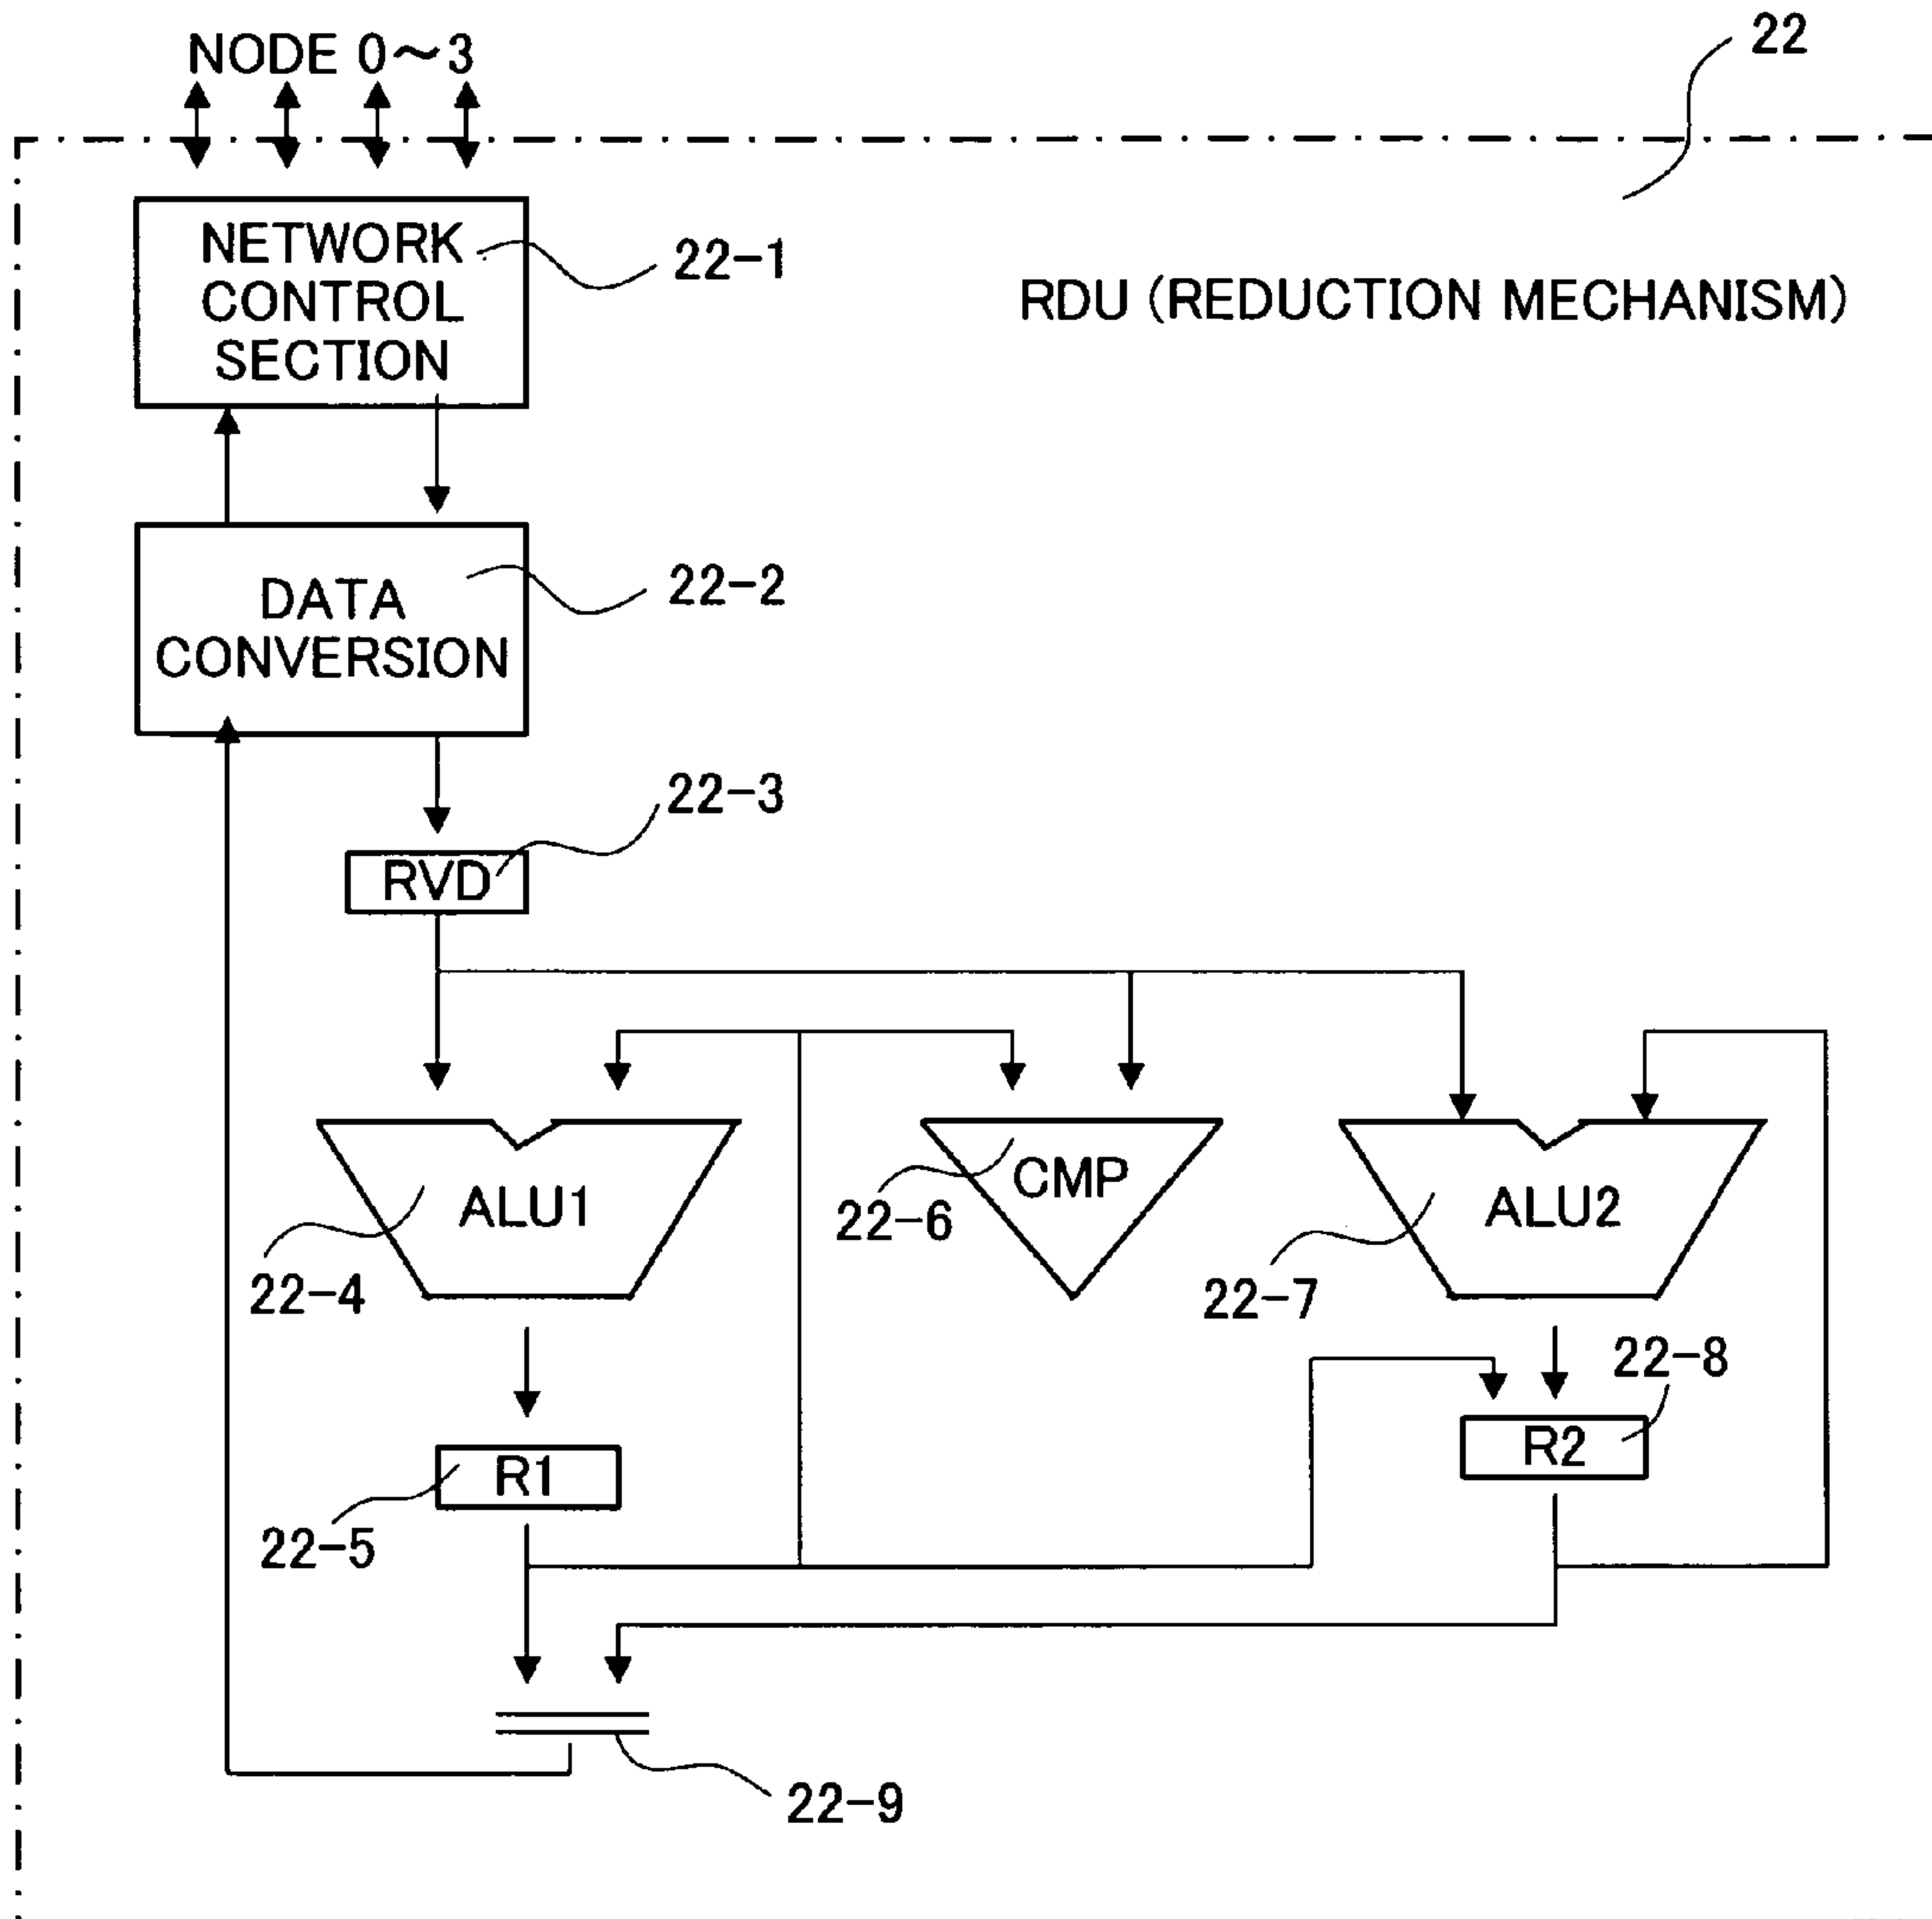 NODE 0～3
22
NETWORK
CONTROL
SECTION
22-1
RDU (REDUCTION MECHANISM)
DATA
CONVERSION
22-2
22-3
RVD
ALU1
22-4
CMP
22-6
ALU2
22-7
22-8
R1
R2
22-5
22-9